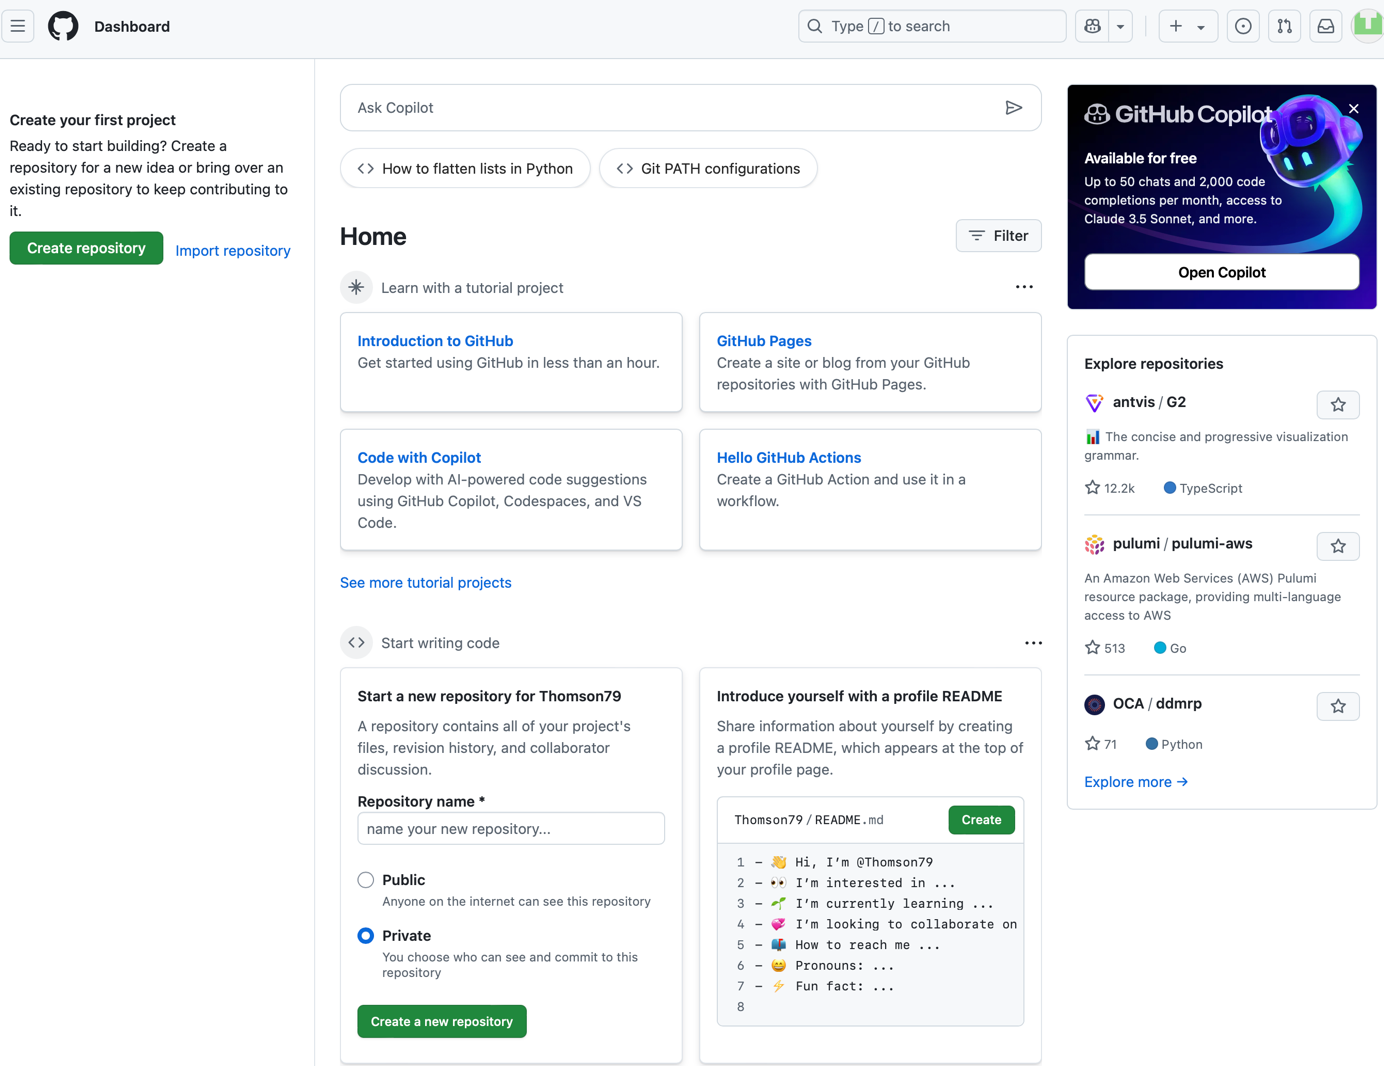 Dashboard
Type / to search
Create your first project
Ready to start building? Create a
repository for a new idea or bring over an
existing repository to keep contributing to
it.
Create repository
Import repository
Ask Copilot
How to flatten lists in Python
Git PATH configurations
Home
Filter
Learn with a tutorial project
Introduction to GitHub
Get started using GitHub in less than an hour.
GitHub Pages
Create a site or blog from your GitHub
repositories with GitHub Pages.
Code with Copilot
Develop with AI-powered code suggestions
using GitHub Copilot, Codespaces, and VS
Code.
Hello GitHub Actions
Create a GitHub Action and use it in a
workflow.
See more tutorial projects
Start writing code
Start a new repository for Thomson79
A repository contains all of your project's
files, revision history, and collaborator
discussion.
Repository name *
name your new repository...
Public
Anyone on the internet can see this repository
Private
You choose who can see and commit to this
repository
Create a new repository
Introduce yourself with a profile README
Share information about yourself by creating
a profile README, which appears at the top of
your profile page.
Thomson79 / README.md
Create
1 - 👋 Hi, I’m @Thomson79
2 - 👀 I’m interested in ...
3 - 🌱 I’m currently learning ...
4 - 💞️ I’m looking to collaborate on
5 - 📫 How to reach me ...
6 - 😄 Pronouns: ...
7 - ⚡ Fun fact: ...
8
GitHub Copilot
Available for free
Up to 50 chats and 2,000 code
completions per month, access to
Claude 3.5 Sonnet, and more.
Open Copilot
Explore repositories
antvis / G2
📊 The concise and progressive visualization
grammar.
12.2k
TypeScript
pulumi / pulumi-aws
An Amazon Web Services (AWS) Pulumi
resource package, providing multi-language
access to AWS
513
Go
OCA / ddmrp
71
Python
Explore more →